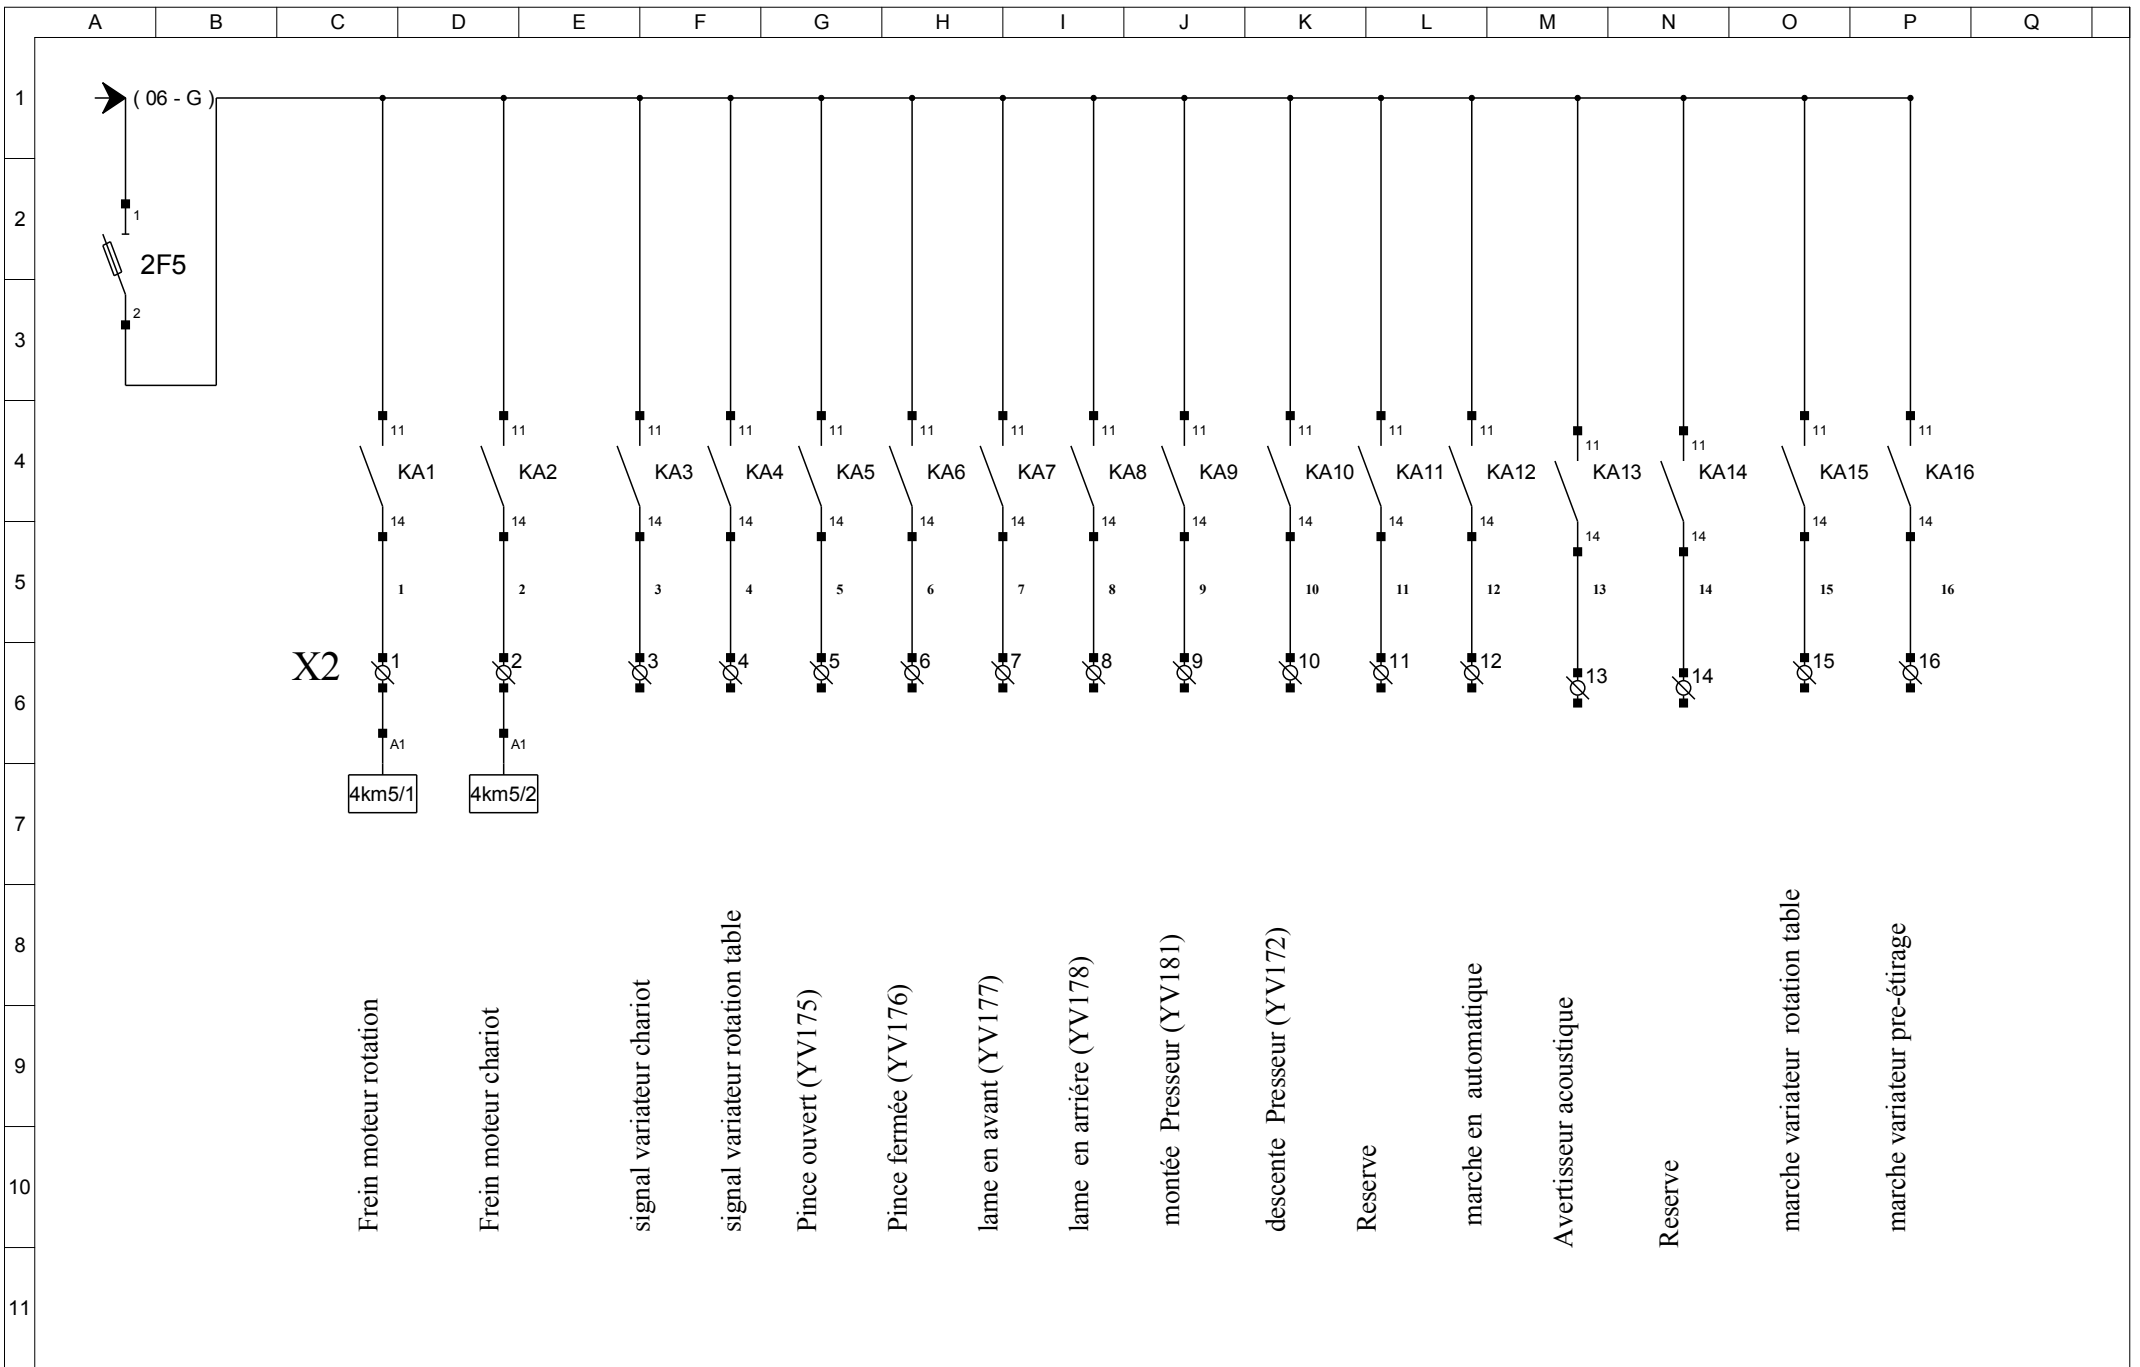 A B C D E F G H I J K L M N O P Q
1
( 06 - G )
2
1
2F5
2
3
11 11 11 11 11 11 11 11 11 11 11 11 11 11 11 11
4
KA1 KA2 KA3 KA4 KA5 KA6 KA7 KA8 KA9 KA10 KA11 KA12 KA13 KA14 KA15 KA16
14 14 14 14 14 14 14 14 14 14 14 14 14 14 14 14
5
1 2 3 4 5 6 7 8 9 10 11 12 13 14 15 16
X2
1 2 3 4 5 6 7 8 9 10 11 12 13 14 15 16
6
A1 A1
4km5/1 4km5/2
7
8
9
10
11
Frein moteur rotation
Frein moteur chariot
signal variateur chariot
signal variateur rotation table
Pince ouvert (YV175)
Pince fermée (YV176)
lame en avant (YV177)
lame en arriére (YV178)
montée Presseur (YV181)
descente Presseur (YV172)
Reserve
marche en automatique
Avertisseur acoustique
Reserve
marche variateur rotation table
marche variateur pre-étirage